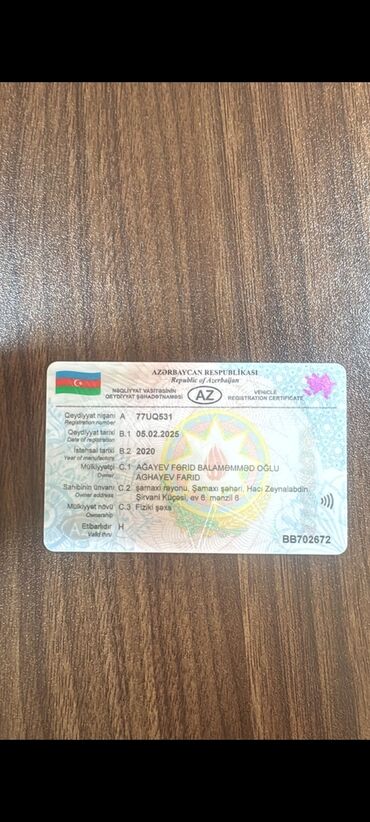 AZƏRBAYCAN RESPUBLİKASI
Republic of Azerbaijan
NƏQLİYYAT VASİTƏSİNİN
QEYDİYYAT ŞƏHADƏTNAMƏSİ
AZ
VEHICLE
REGISTRATION CERTIFICATE
Qeydiyyat nişanı A 77UQ531
Registration number
Qeydiyyat tarixi B.1 05.02.2025
Date of registration
İstehsal tarixi B.2 2020
Year of manufacture
Mülkiyyətçi C.1 AĞAYEV FƏRİD BALAMƏMMƏD OĞLU
Owner AGHAYEV FARID
Sahibinin ünvanı C.2 şamaxı rayonu, Şamaxı şəhəri, Hacı Zeynalabdin
Owner address Şirvani Küçəsi, ev 6, mənzil 6
Mülkiyyət növü C.3 Fiziki şəxs
Ownership
Etibarlıdır H
Valid thru
BB702672